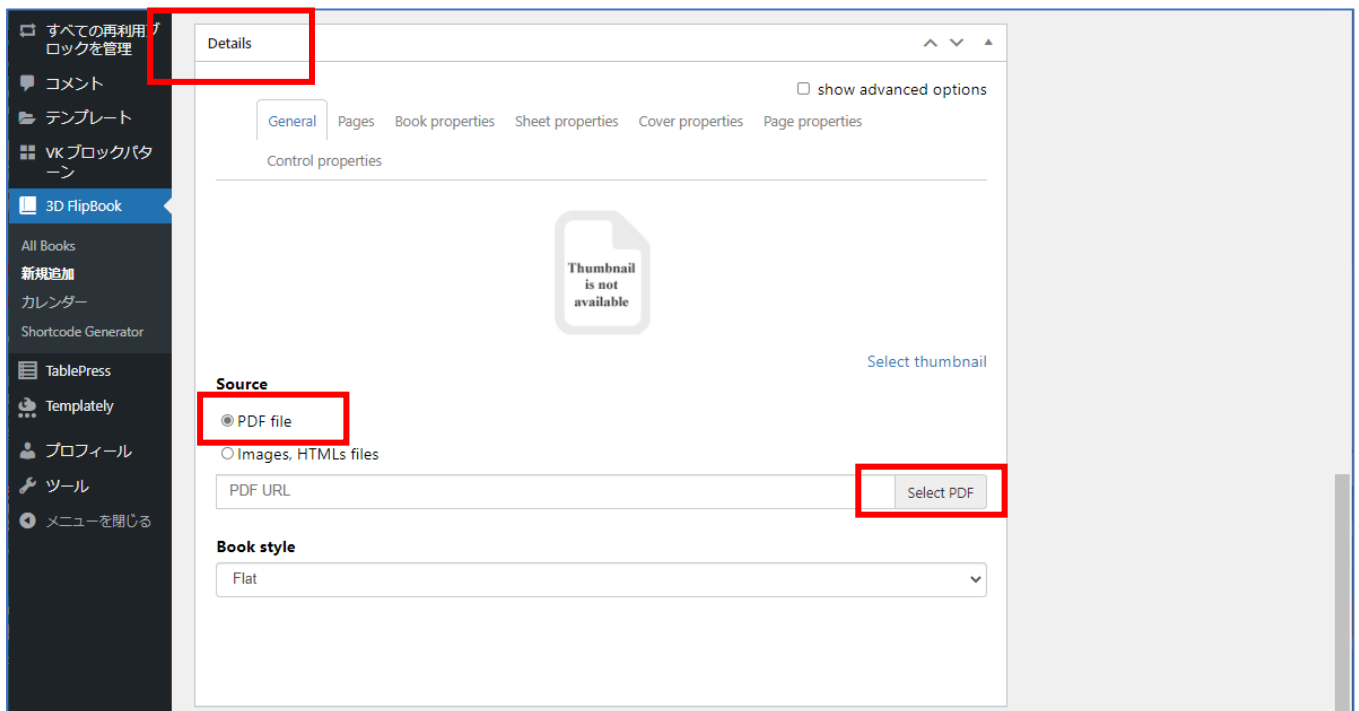 すべての再利用ブ
ロックを管理
コメント
テンプレート
VK ブロックパタ
ーン
3D FlipBook
All Books
新規追加
カレンダー
Shortcode Generator
TablePress
Templately
プロフィール
ツール
メニューを閉じる
Details
show advanced options
General Pages Book properties Sheet properties Cover properties Page properties
Control properties
Thumbnail
is not
available
Select thumbnail
Source
PDF file
Images, HTMLs files
PDF URL Select PDF
Book style
Flat